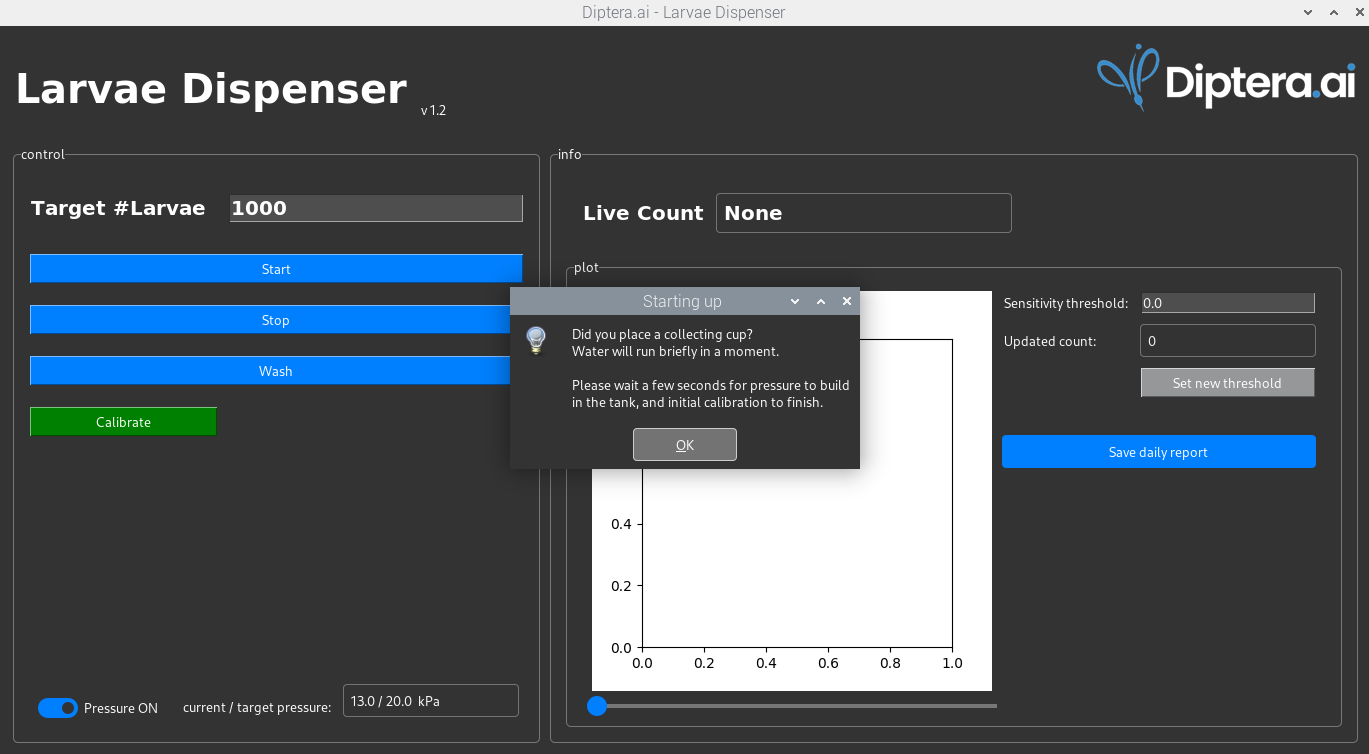 Diptera.ai - Larvae Dispenser
Larvae Dispenser
v 1.2
Diptera.ai
control
Target #Larvae 1000
Start
Stop
Wash
Calibrate
Pressure ON current / target pressure: 13.0 / 20.0 kPa
info
Live Count None
plot
Starting up
Did you place a collecting cup?
Water will run briefly in a moment.
Please wait a few seconds for pressure to build
in the tank, and initial calibration to finish.
OK
0.4
0.2
0.0
0.0 0.2 0.4 0.6 0.8 1.0
Sensitivity threshold: 0.0
Updated count: 0
Set new threshold
Save daily report